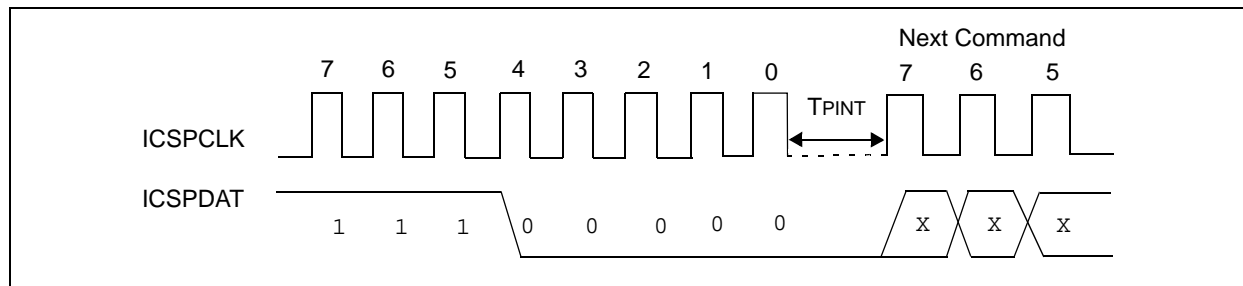 Next Command
7 6 5 4 3 2 1 0 7 6 5
TPINT
ICSPCLK
ICSPDAT
1 1 1 0 0 0 0 0 X X X